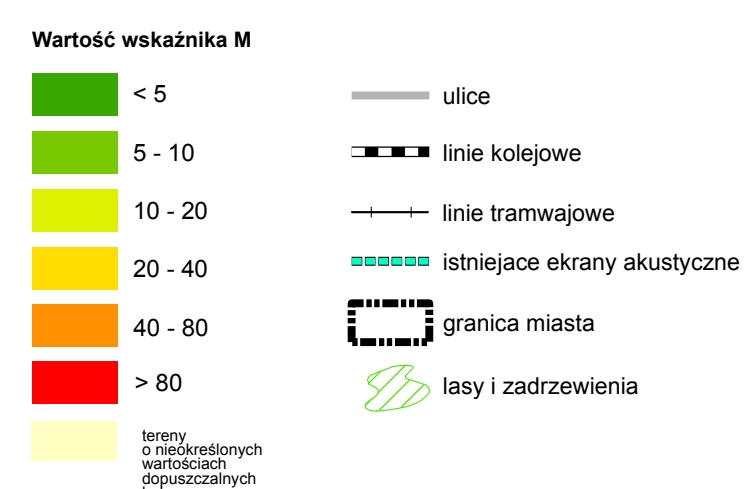 Wartość wskaźnika M
< 5
5 - 10
10 - 20
20 - 40
40 - 80
> 80
tereny
o nieokreślonych
wartościach
dopuszczalnych
ulice
linie kolejowe
linie tramwajowe
istniejace ekrany akustyczne
granica miasta
lasy i zadrzewienia